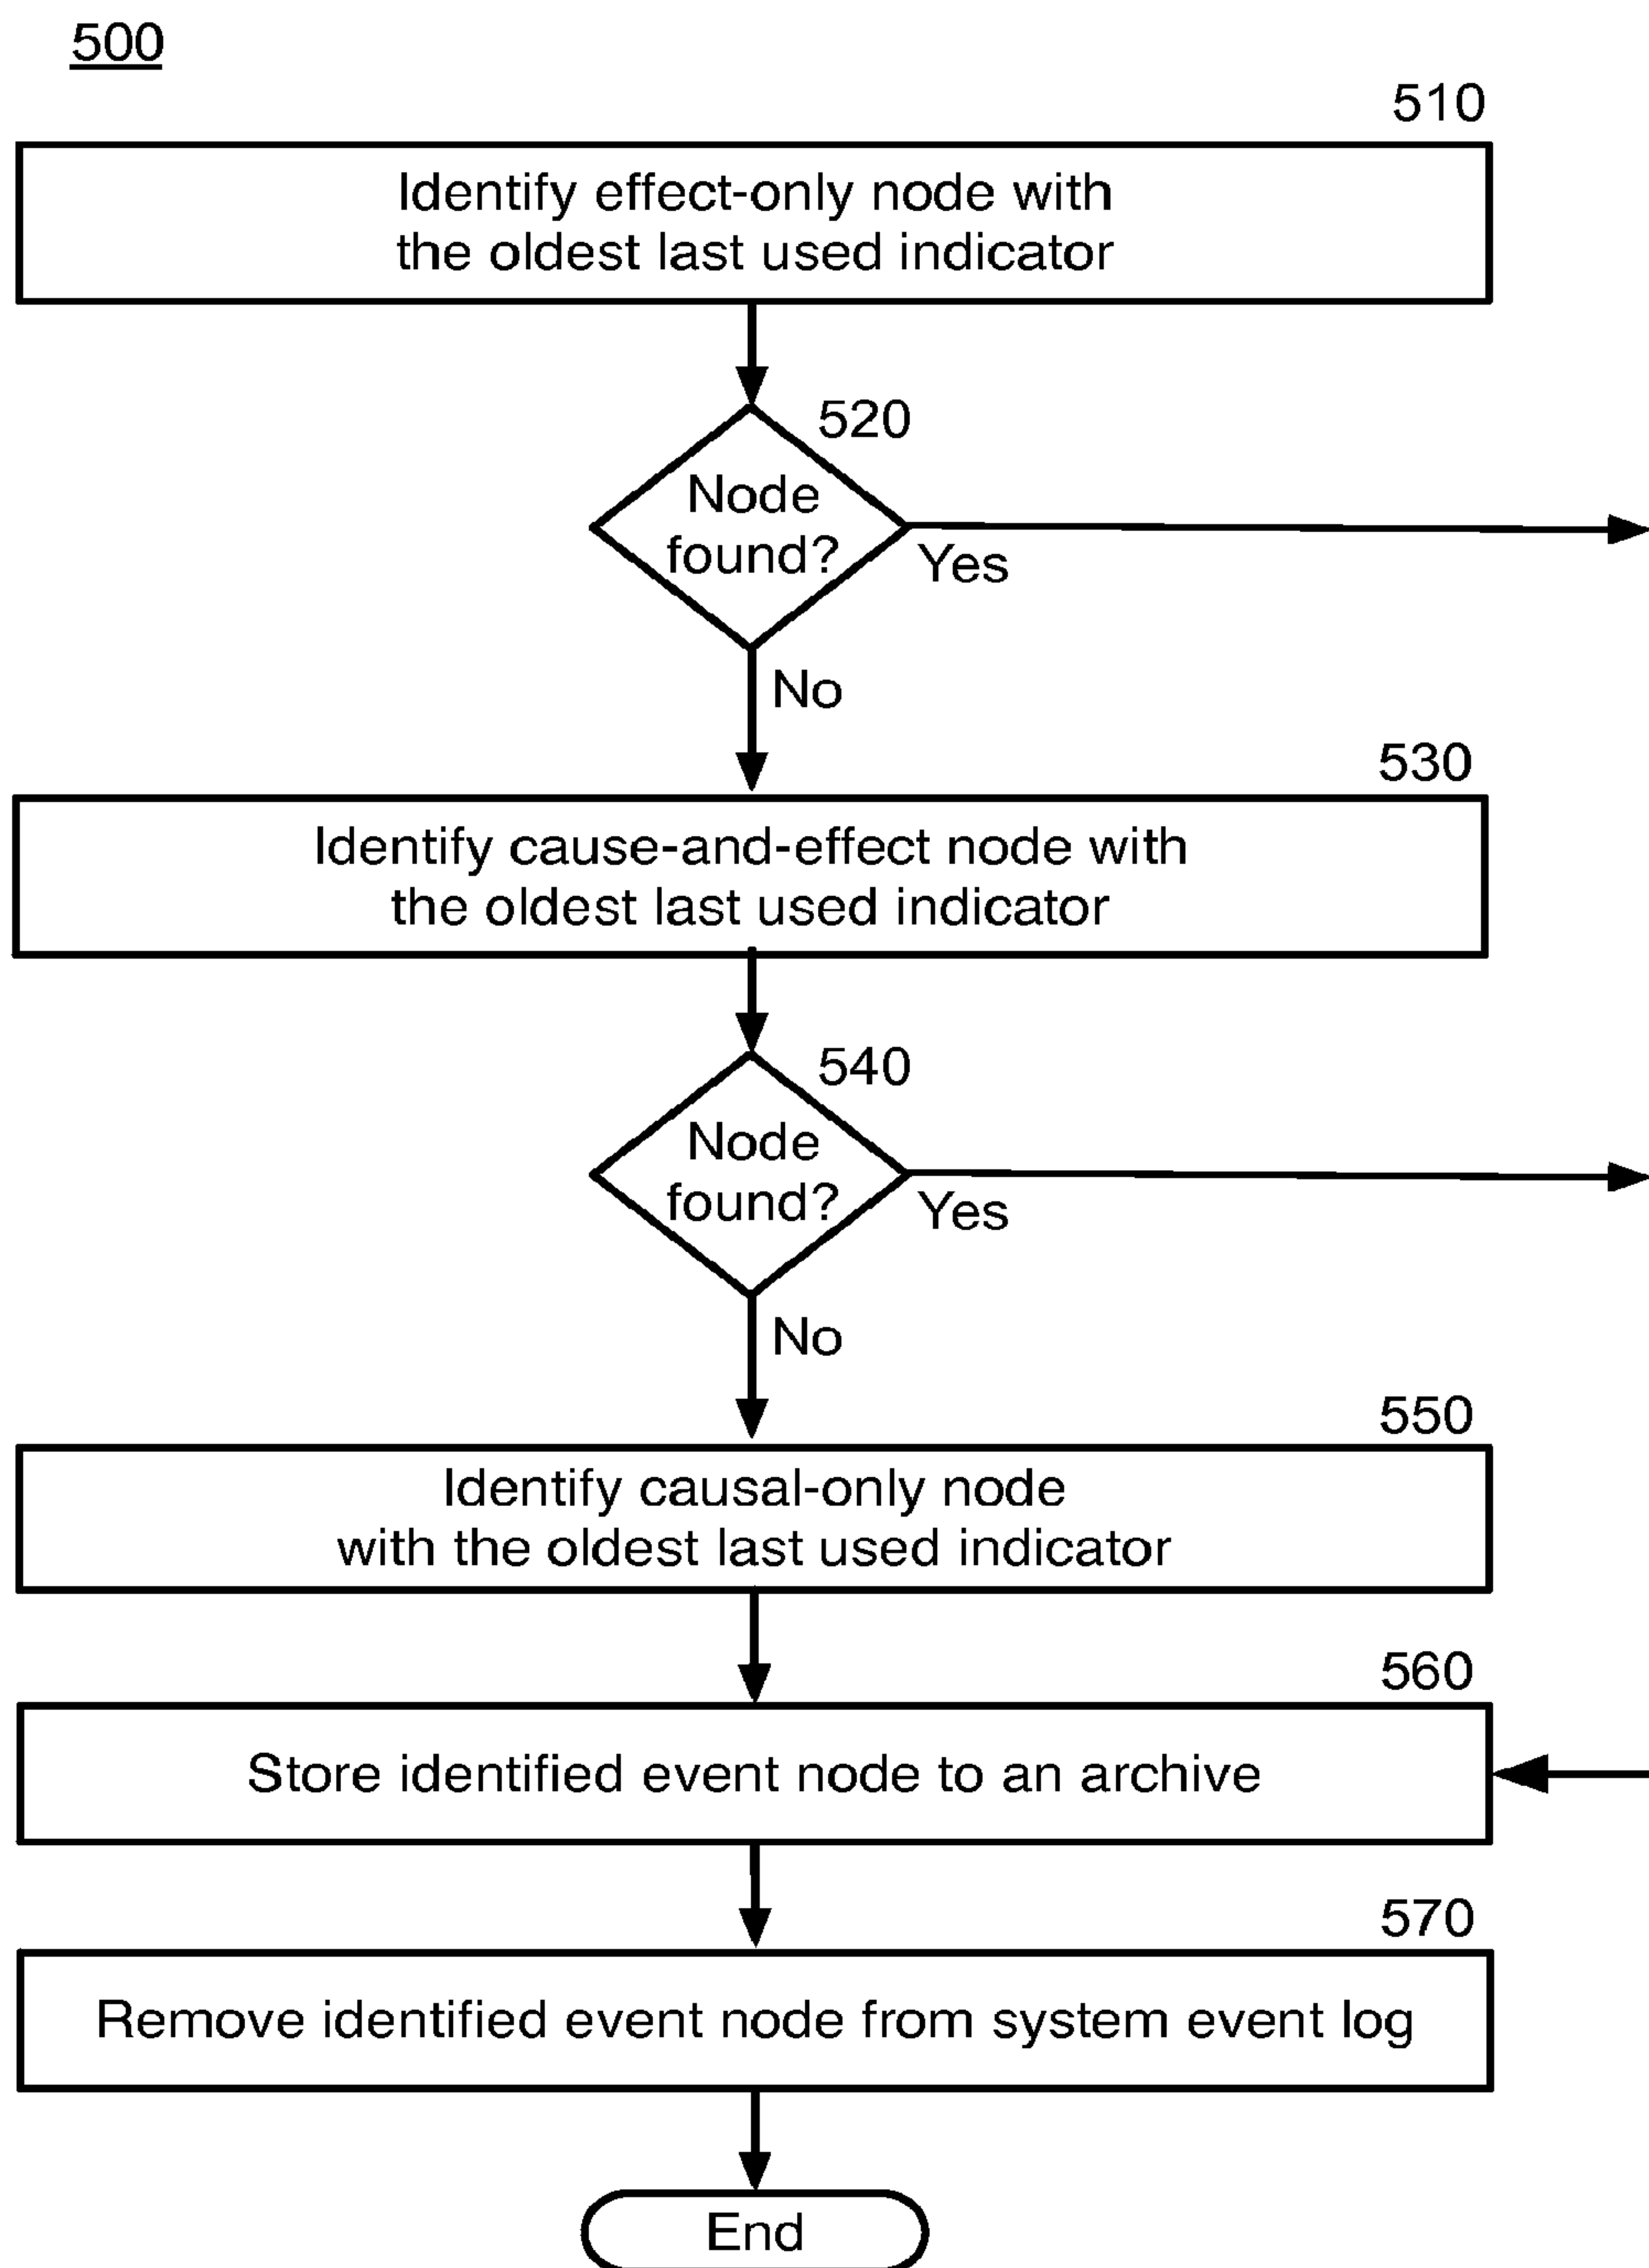 500
510
Identify effect-only node with
the oldest last used indicator
520
Node
found?
Yes
No
530
Identify cause-and-effect node with
the oldest last used indicator
540
Node
found?
Yes
No
550
Identify causal-only node
with the oldest last used indicator
560
Store identified event node to an archive
570
Remove identified event node from system event log
End